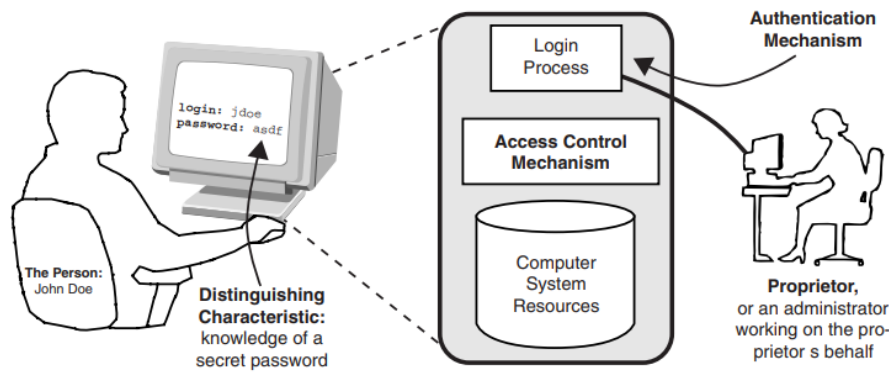 login: jdoe
password: asdf
The Person:
John Doe
Distinguishing
Characteristic:
knowledge of a
secret password
Login
Process
Access Control
Mechanism
Computer
System
Resources
Authentication
Mechanism
Proprietor,
or an administrator
working on the pro-
prietor s behalf